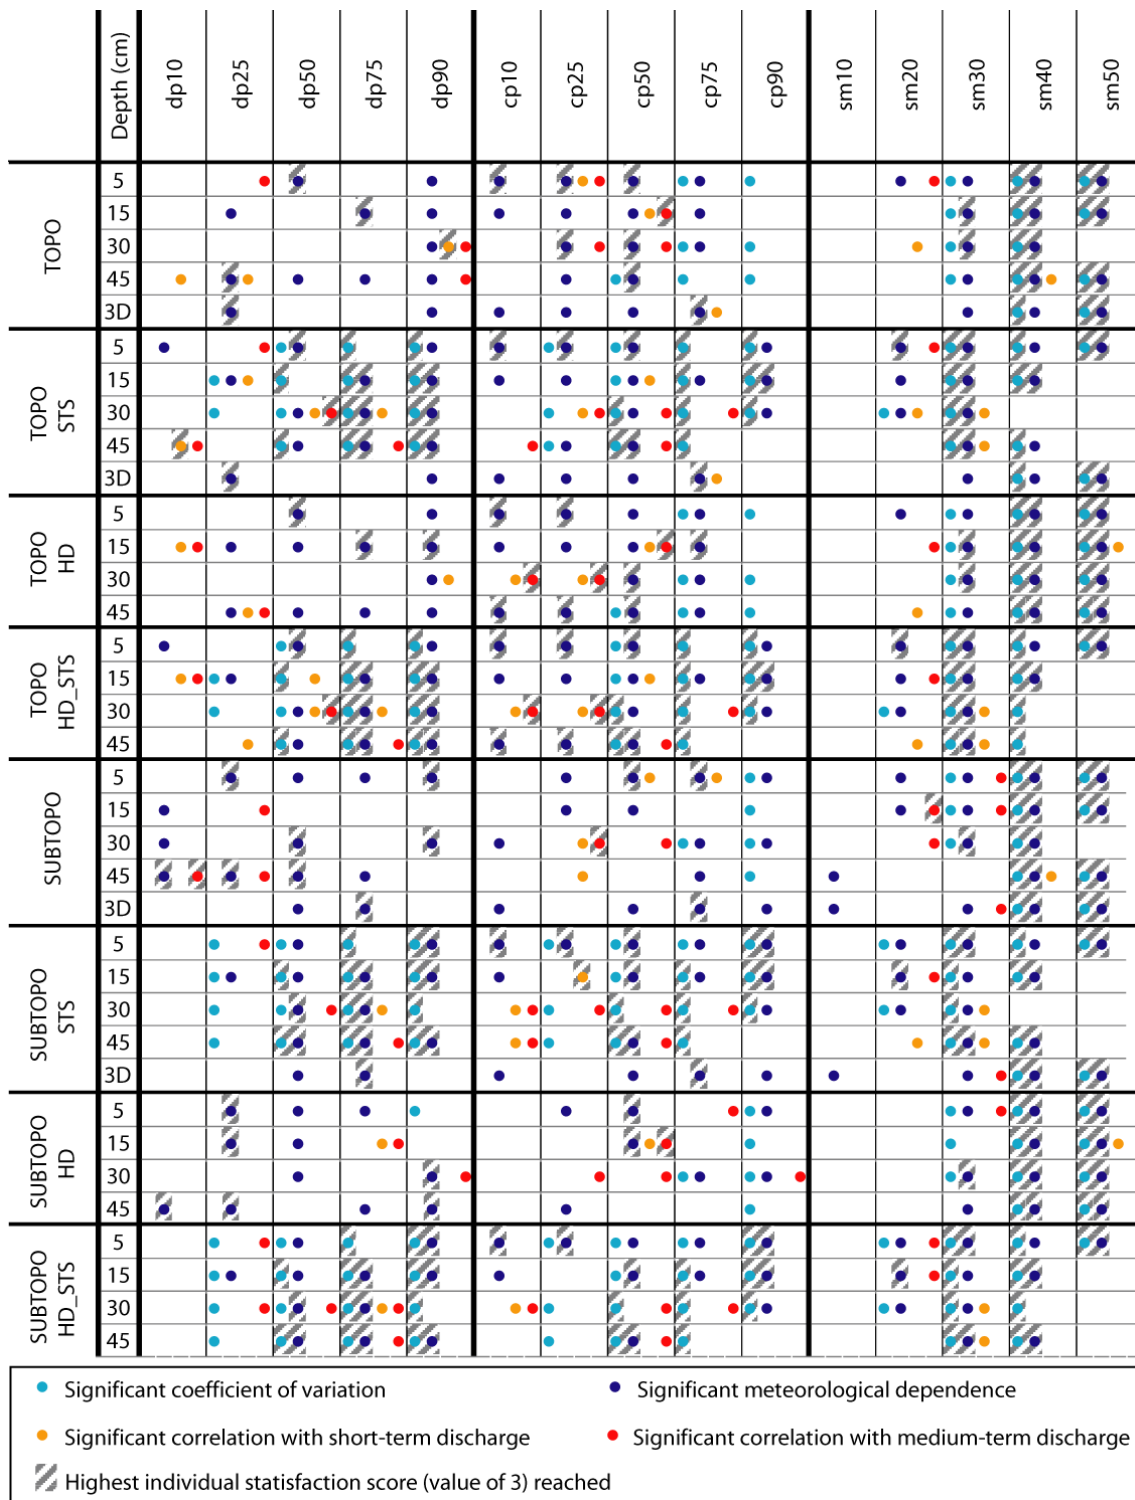 Depth (cm) dp10 dp25 dp50 dp75 dp90 cp10 cp25 cp50 cp75 cp90 sm10 sm20 sm30 sm40 sm50
TOPO
5
15
30
45
3D
TOPO
STS
5
15
30
45
3D
TOPO
HD
5
15
30
45
TOPO
HD_STS
5
15
30
45
SUBTOPO
5
15
30
45
3D
SUBTOPO
STS
5
15
30
45
3D
SUBTOPO
HD
5
15
30
45
SUBTOPO
HD_STS
5
15
30
45
Significant coefficient of variation
Significant meteorological dependence
Significant correlation with short-term discharge
Significant correlation with medium-term discharge
Highest individual statisfaction score (value of 3) reached